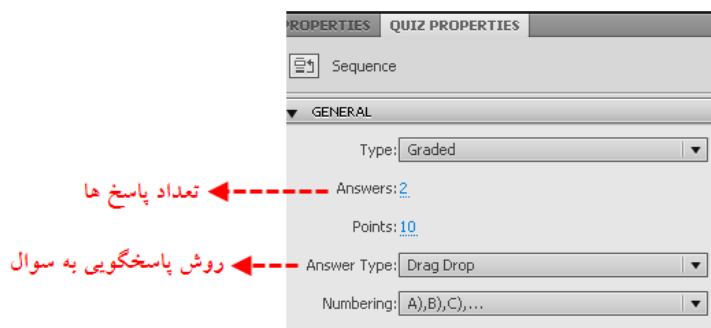 PROPERTIES QUIZ PROPERTIES
Sequence
GENERAL
Type: Graded
تعداد پاسخ ها Answers: 2
Points: 10
روش پاسخگویی به سوال Answer Type: Drag Drop
Numbering: A),B),C),...